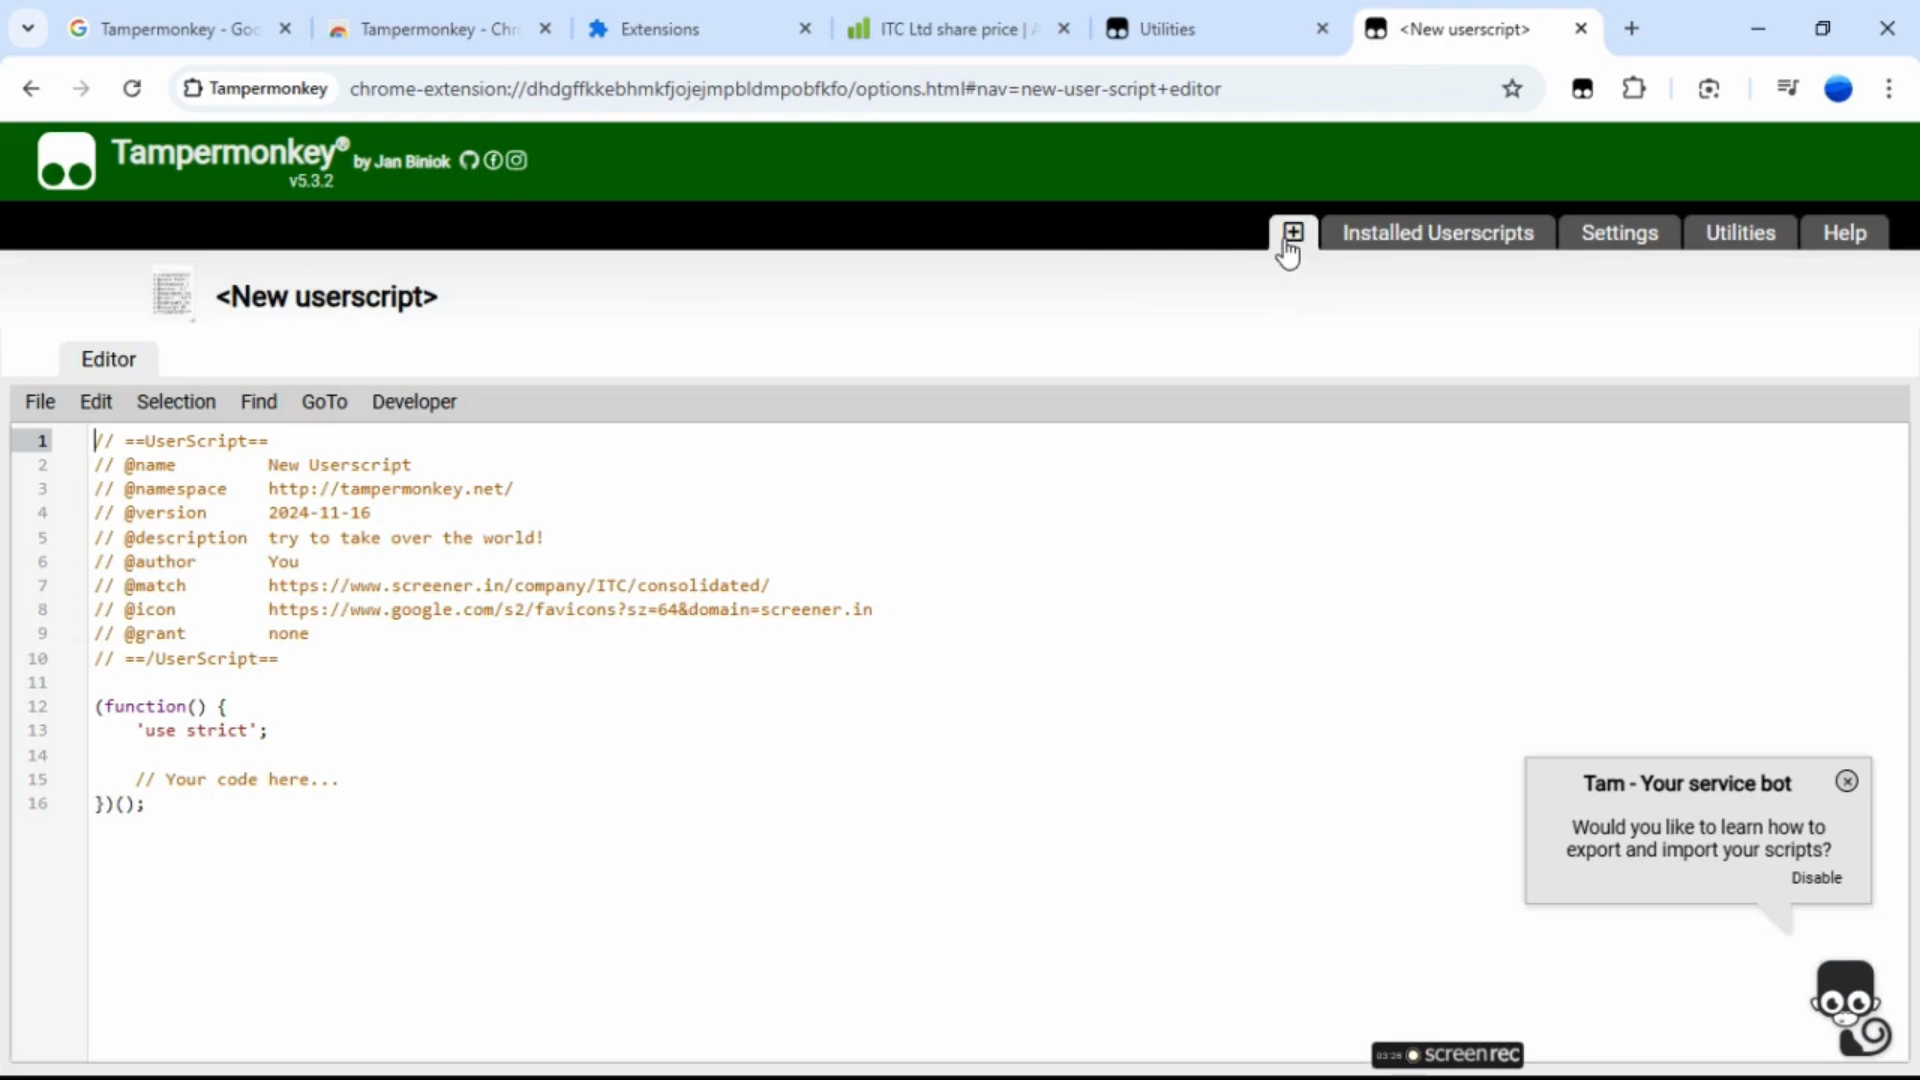 Tampermonkey - Goo
Tampermonkey - Chr
Extensions
ITC Ltd share price | A
Utilities
<New userscript>
Tampermonkey
chrome-extension://dhdgffkkebhmkfjojejmpbldmpobfkfo/options.html#nav=new-user-script+editor
Tampermonkey® by Jan Biniok
v5.3.2
Installed Userscripts
Settings
Utilities
Help
<New userscript>
Editor
File Edit Selection Find GoTo Developer
1 // ==UserScript==
2 // @name New Userscript
3 // @namespace http://tampermonkey.net/
4 // @version 2024-11-16
5 // @description try to take over the world!
6 // @author You
7 // @match https://www.screener.in/company/ITC/consolidated/
8 // @icon https://www.google.com/s2/favicons?sz=64&domain=screener.in
9 // @grant none
10 // ==/UserScript==
11
12 (function() {
13 'use strict';
14
15 // Your code here...
16 })();
Tam - Your service bot
Would you like to learn how to
export and import your scripts?
Disable
screenrec